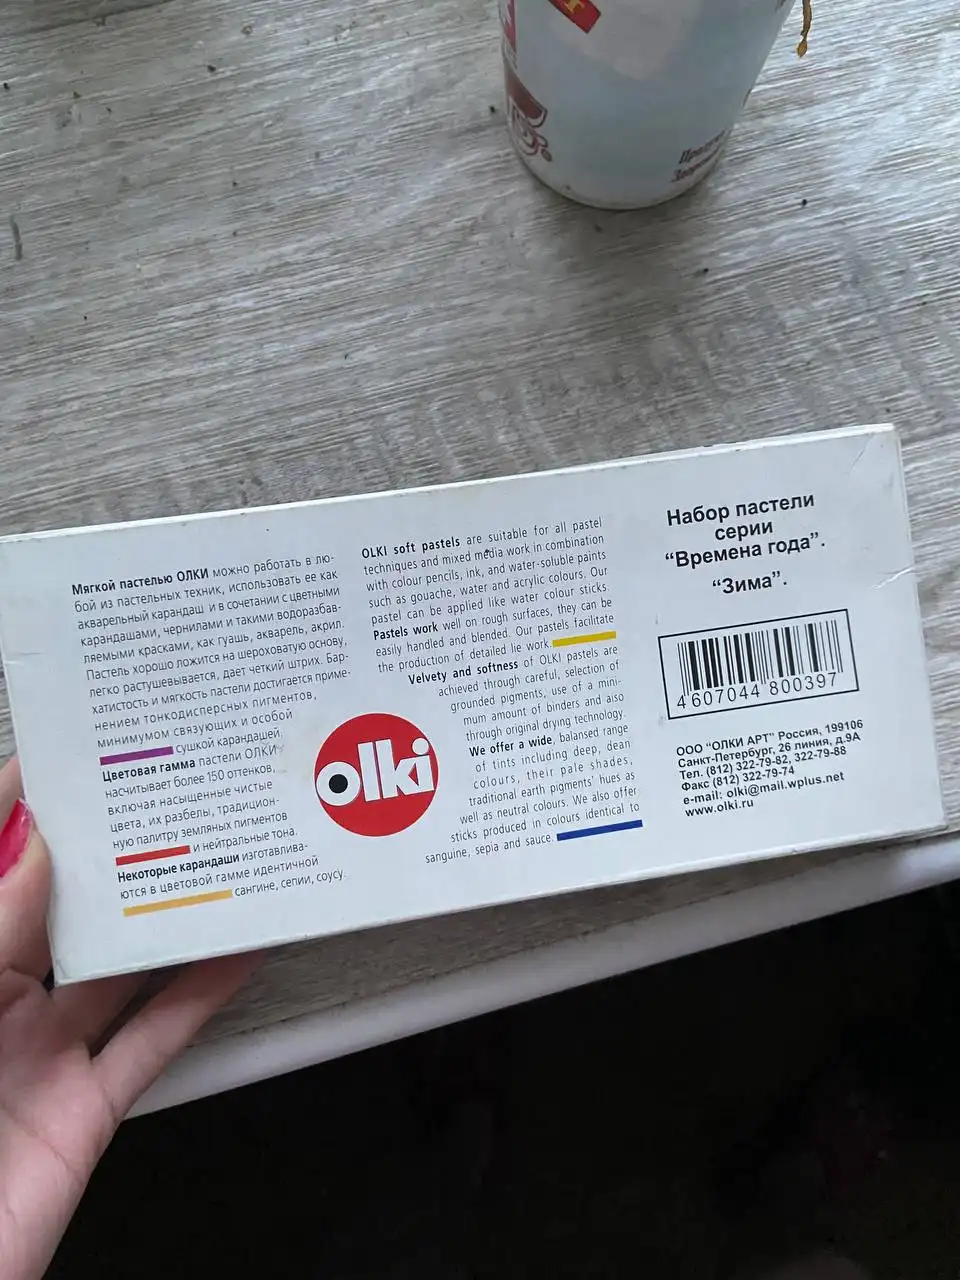 Мягкой пастелью ОЛКИ можно работать в лю-
бой из пастельных техник, использовать ее как
акварельный карандаш и в сочетании с цветными
карандашами, чернилами и такими водоразбав-
ляемыми красками, как гуашь, акварель, акрил.
Пастель хорошо ложится на шероховатую основу,
легко растушевывается, дает четкий штрих. Бар-
хатистость и мягкость пастели достигается приме-
нением тонкодисперсных пигментов,
минимумом связующих и особой
сушкой карандашей.
Цветовая гамма пастели ОЛКИ
насчитывает более 150 оттенков,
включая насыщенные чистые
цвета, их разбелы, традицион-
ную палитру земляных пигментов
и нейтральные тона.
Некоторые карандаши изготавлива-
ются в цветовой гамме идентичной
сангине, сепии, соусу.
olki
OLKI soft pastels are suitable for all pastel
techniques and mixed media work in combination
with colour pencils, ink, and water-soluble paints
such as gouache, water and acrylic colours. Our
pastel can be applied like water colour sticks.
Pastels work well on rough surfaces, they can be
easily handled and blended. Our pastels facilitate
the production of detailed lie work.
Velvety and softness of OLKI pastels are
achieved through careful, selection of
grounded pigments, use of a mini-
mum amount of binders and also
through original drying technology.
We offer a wide, balansed range
of tints including deep, dean
colours, their pale shades,
traditional earth pigments' hues as
well as neutral colours. We also offer
sticks produced in colours identical to
sanguine, sepia and sauce.
Набор пастели
серии
“Времена года”.
“Зима”.
4 607044 800397
ООО “ОЛКИ АРТ” Россия, 199106
Санкт-Петербург, 26 линия, д.9А
Тел. (812) 322-79-82, 322-79-88
Факс (812) 322-79-74
e-mail: olki@mail.wplus.net
www.olki.ru